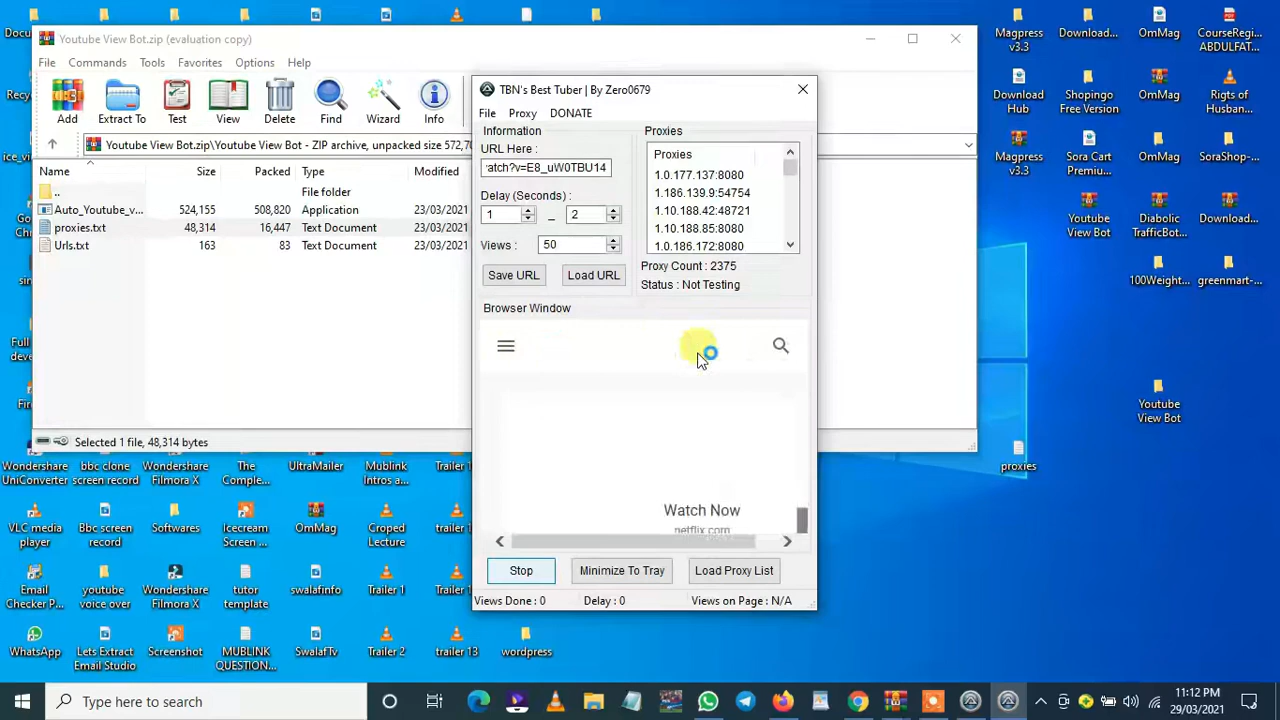 Docu...
Youtube View Bot.zip (evaluation copy)
File Commands Tools Favorites Options Help
Add Extract To Test View Delete Find Wizard Info
Youtube View Bot.zip\Youtube View Bot - ZIP archive, unpacked size 572,
Name Size Packed Type Modified
.. File folder
Auto_Youtube_v... 524,155 508,820 Application 23/03/2021
proxies.txt 48,314 16,447 Text Document 23/03/2021
Urls.txt 163 83 Text Document 23/03/2021
Selected 1 file, 48,314 bytes
TBN's Best Tuber | By Zero0679
File Proxy DONATE
Information
URL Here :
atch?v=E8_uW0TBU14
Delay (Seconds) :
1 _ 2
Views : 50
Save URL Load URL
Proxies
Proxies
1.0.177.137:8080
1.186.139.9:54754
1.10.188.42:48721
1.10.188.85:8080
1.0.186.172:8080
Proxy Count : 2375
Status : Not Testing
Browser Window
Watch Now
netflix.com
Stop Minimize To Tray Load Proxy List
Views Done : 0 Delay : 0 Views on Page : N/A
Magpress v3.3 Download... OmMag CourseRegi... ABDULFAT...
Download Hub Shopingo Free Version OmMag Rigts of Husban...
Magpress v3.3 Sora Cart Premiu... OmMag SoraShop-...
Youtube View Bot Diabolic TrafficBot... Download...
100Weight... greenmart-...
Youtube View Bot
proxies
Wondershare UniConverter bbc clone screen record Wondershare Filmora X The Comple... UltraMailer Mublink Intros a... Trailer 1
VLC media player Bbc screen record Softwares Icecream Screen ... OmMag Croped Lecture trailer 1
Email Checker P... youtube voice over Wondershare Filmora X tutor template swalafinfo Trailer 1 Trailer 3
WhatsApp Lets Extract Email Studio Screenshot MUBLINK QUESTION... SwalafTv Trailer 2 trailer 13 wordpress
Type here to search
11:12 PM
29/03/2021